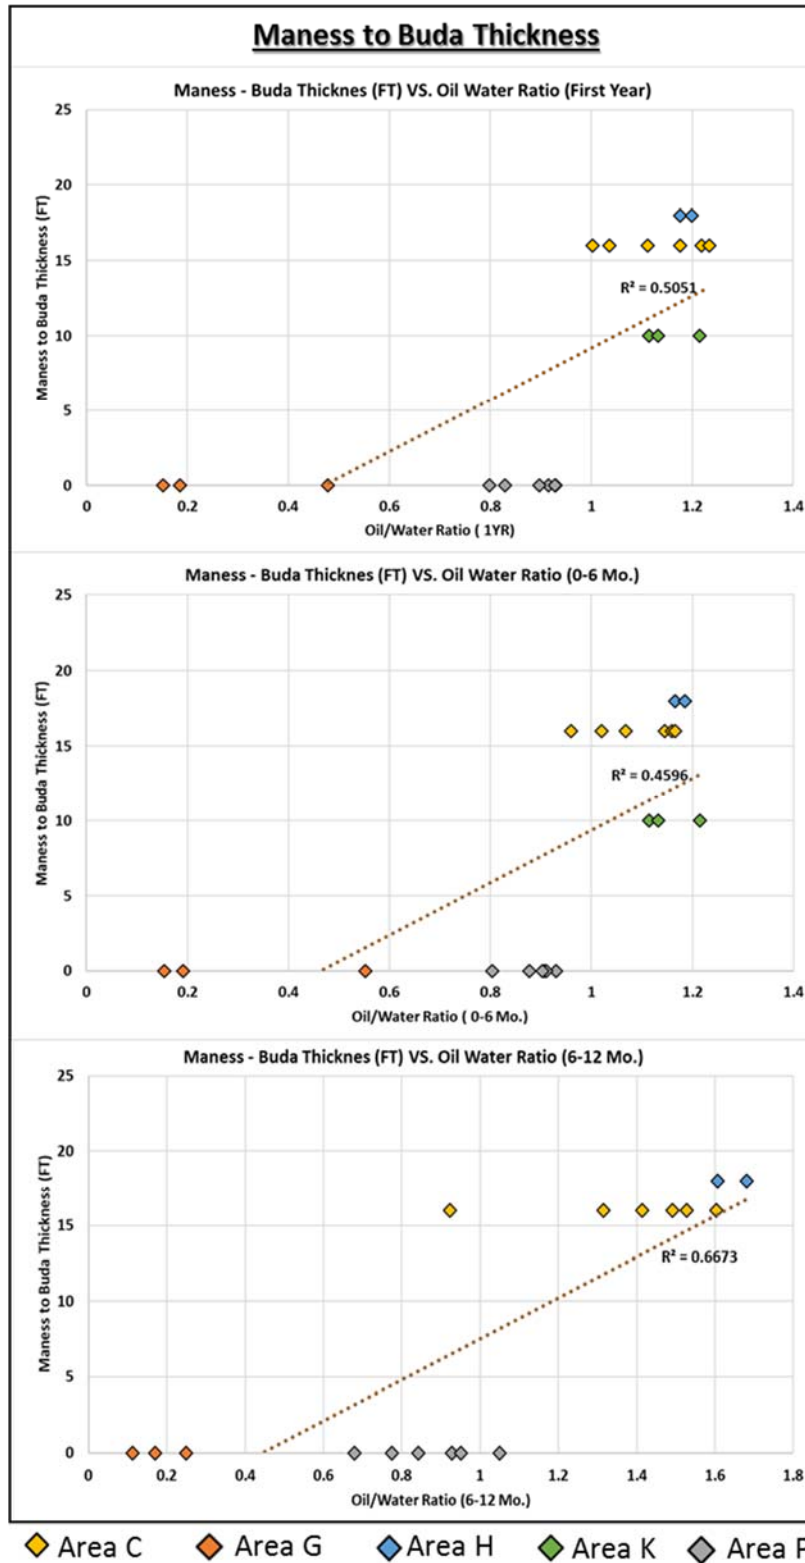 Maness to Buda Thickness
Maness - Buda Thicknes (FT) VS. Oil Water Ratio (First Year)
25
20
15
10
5
0
Maness to Buda Thickness (FT)
R² = 0.5051
0 0.2 0.4 0.6 0.8 1 1.2 1.4
Oil/Water Ratio ( 1YR)
Maness - Buda Thicknes (FT) VS. Oil Water Ratio (0-6 Mo.)
25
20
15
10
5
0
Maness to Buda Thickness (FT)
R² = 0.4596
0 0.2 0.4 0.6 0.8 1 1.2 1.4
Oil/Water Ratio ( 0-6 Mo.)
Maness - Buda Thicknes (FT) VS. Oil Water Ratio (6-12 Mo.)
25
20
15
10
5
0
Maness to Buda Thickness (FT)
R² = 0.6673
0 0.2 0.4 0.6 0.8 1 1.2 1.4 1.6 1.8
Oil/Water Ratio (6-12 Mo.)
Area C Area G Area H Area K Area